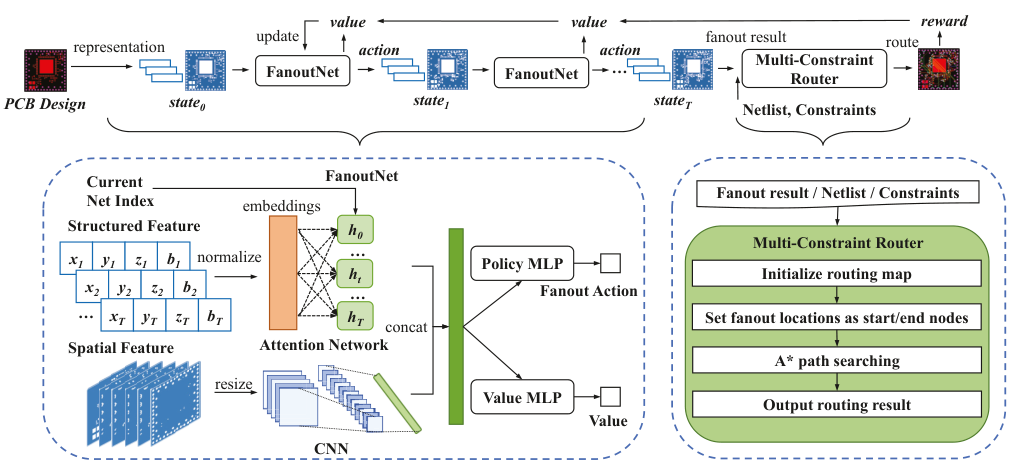 value
value
reward
representation
update
action
action
fanout result
route
FanoutNet
FanoutNet
...
Multi-Constraint
Router
PCB Design
state0
state1
stateT
Netlist, Constraints
Current
Net Index
FanoutNet
embeddings
Structured Feature
x1 y1 z1 b1
x2 y2 z2 b2
... xT yT zT bT
normalize
h0
...
ht
...
hT
Attention Network
Spatial Feature
resize
CNN
concat
Policy MLP
Fanout Action
Value MLP
Value
Fanout result / Netlist / Constraints
Multi-Constraint Router
Initialize routing map
Set fanout locations as start/end nodes
A* path searching
Output routing result